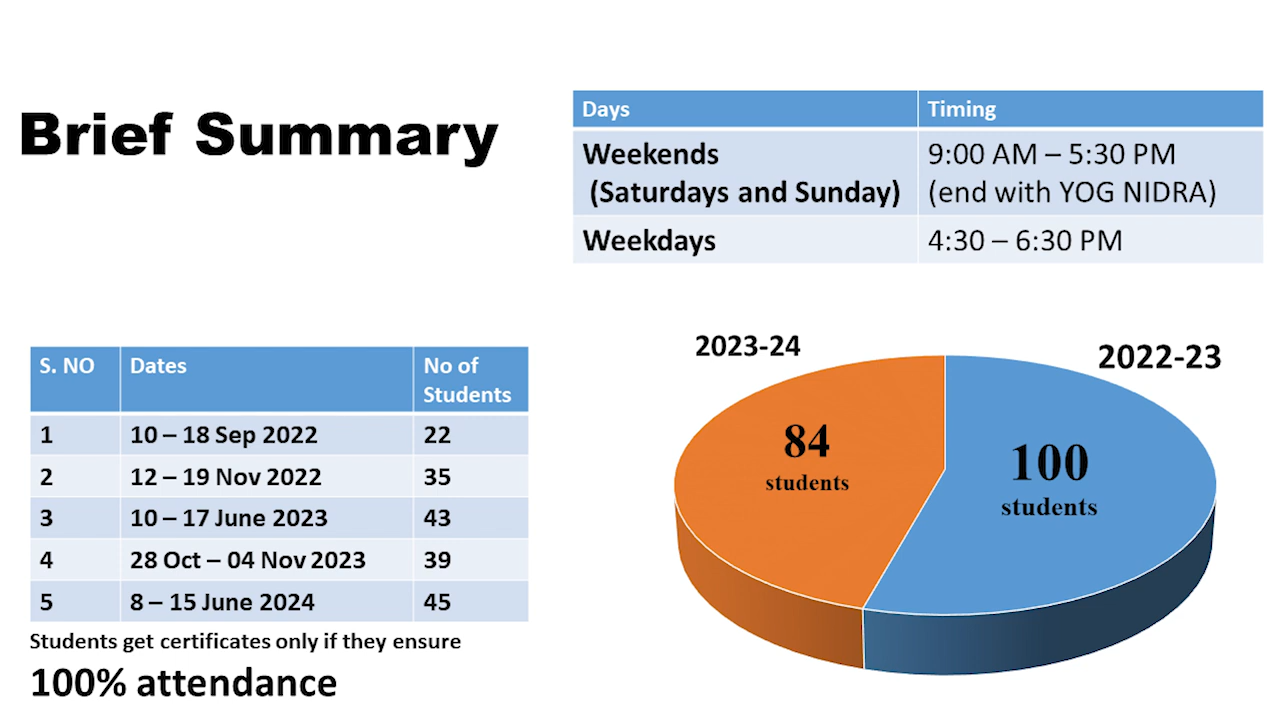 Brief Summary
Days Timing
Weekends 9:00 AM – 5:30 PM
(Saturdays and Sunday) (end with YOG NIDRA)
Weekdays 4:30 – 6:30 PM
S. NO Dates No of
Students
1 10 – 18 Sep 2022 22
2 12 – 19 Nov 2022 35
3 10 – 17 June 2023 43
4 28 Oct – 04 Nov 2023 39
5 8 – 15 June 2024 45
Students get certificates only if they ensure
100% attendance
2023-24
2022-23
84
students
100
students